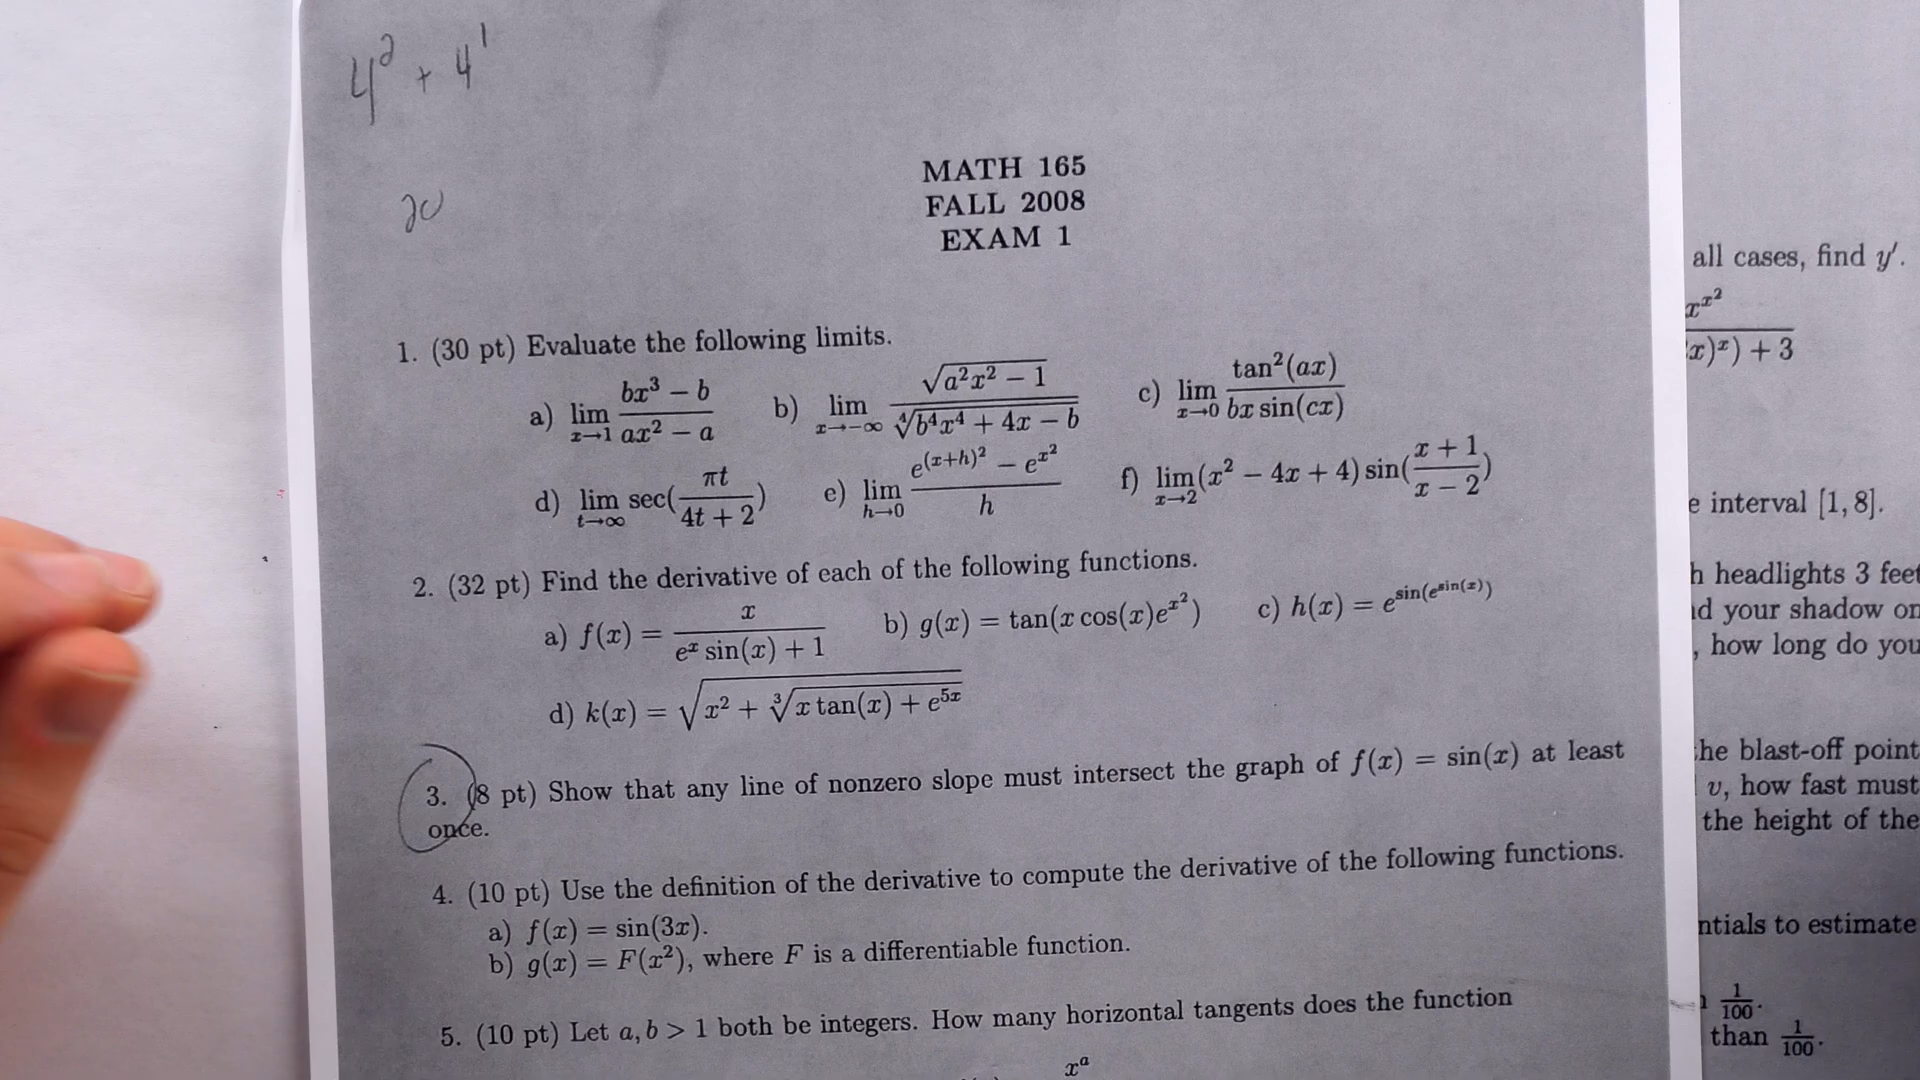 4² + 4¹
20
MATH 165
FALL 2008
EXAM 1
1. (30 pt) Evaluate the following limits.
a) lim_{x→1} (bx³ − b)/(ax² − a) b) lim_{x→−∞} √(a²x² − 1)/∜(b⁴x⁴ + 4x − b) c) lim_{x→0} tan²(ax)/(bx sin(cx))
d) lim_{t→∞} sec(πt/(4t + 2)) e) lim_{h→0} (e^{(x+h)²} − e^{x²})/h f) lim_{x→2} (x² − 4x + 4) sin((x + 1)/(x − 2))
2. (32 pt) Find the derivative of each of the following functions.
a) f(x) = x/(e^x sin(x) + 1) b) g(x) = tan(x cos(x)e^{x²}) c) h(x) = e^{sin(e^{sin(x)})}
d) k(x) = √(x² + ∛(x tan(x) + e^{5x}))
3. (8 pt) Show that any line of nonzero slope must intersect the graph of f(x) = sin(x) at least
once.
4. (10 pt) Use the definition of the derivative to compute the derivative of the following functions.
a) f(x) = sin(3x).
b) g(x) = F(x²), where F is a differentiable function.
5. (10 pt) Let a, b > 1 both be integers. How many horizontal tangents does the function
x^a
all cases, find y′.
x^{x²}
x)^x) + 3
e interval [1, 8].
h headlights 3 feet
d your shadow on
, how long do you
he blast-off point
v, how fast must
the height of the
ntials to estimate
1/100.
than 1/100.